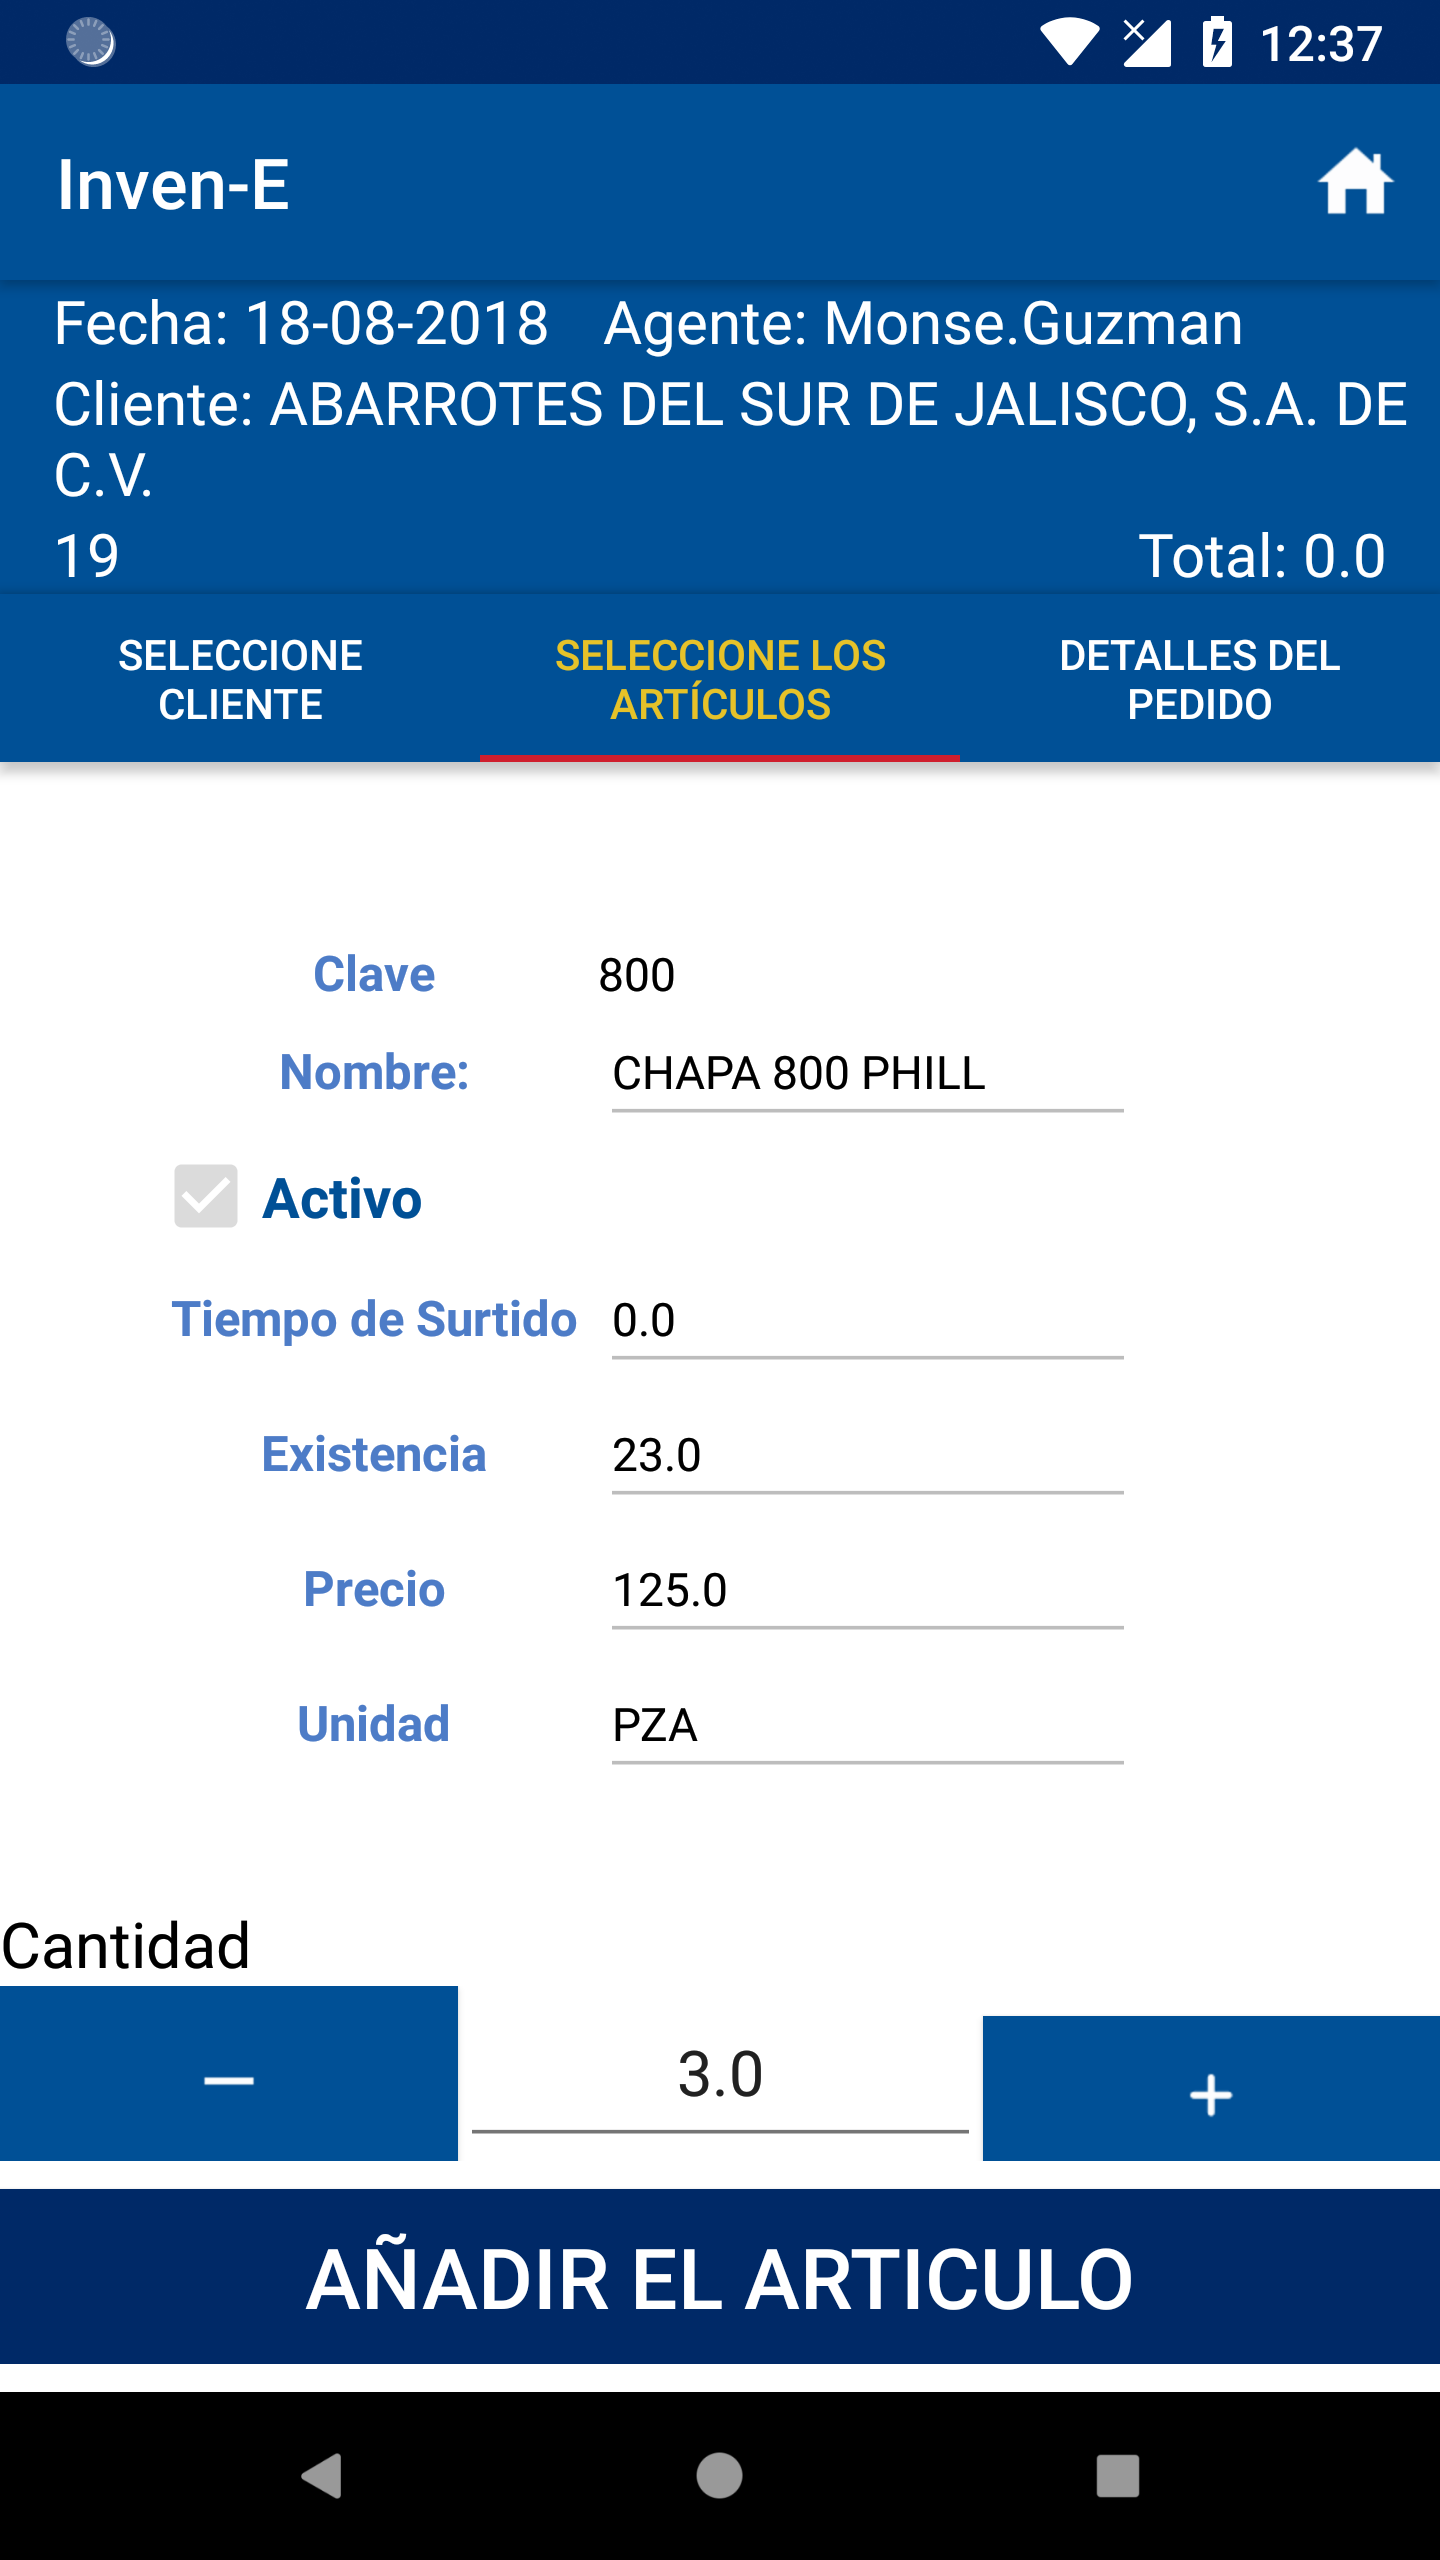 12:37
Inven-E
Fecha: 18-08-2018 Agente: Monse.Guzman
Cliente: ABARROTES DEL SUR DE JALISCO, S.A. DE
C.V.
19 Total: 0.0
SELECCIONE
CLIENTE
SELECCIONE LOS
ARTÍCULOS
DETALLES DEL
PEDIDO
Clave 800
Nombre: CHAPA 800 PHILL
Activo
Tiempo de Surtido 0.0
Existencia 23.0
Precio 125.0
Unidad PZA
Cantidad
— 3.0 +
AÑADIR EL ARTICULO